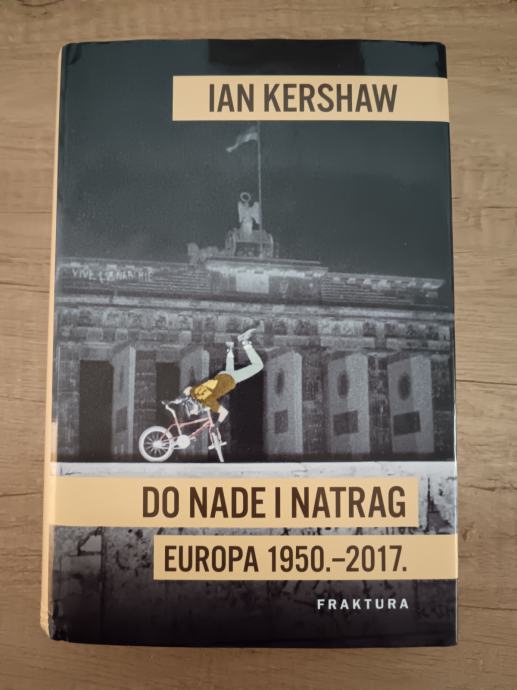 IAN KERSHAW
DO NADE I NATRAG
EUROPA 1950.–2017.
FRAKTURA